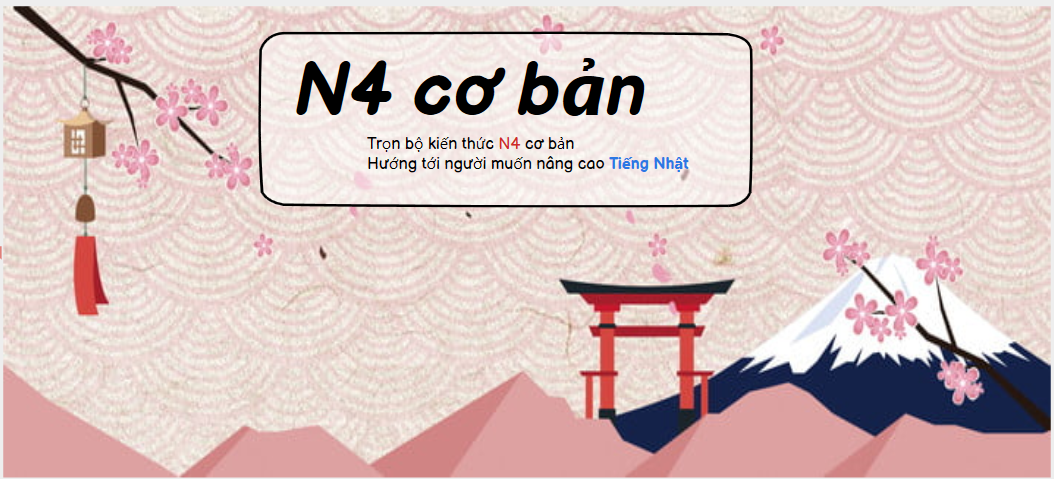 N4 cơ bản
Trọn bộ kiến thức N4 cơ bản
Hướng tới người muốn nâng cao Tiếng Nhật